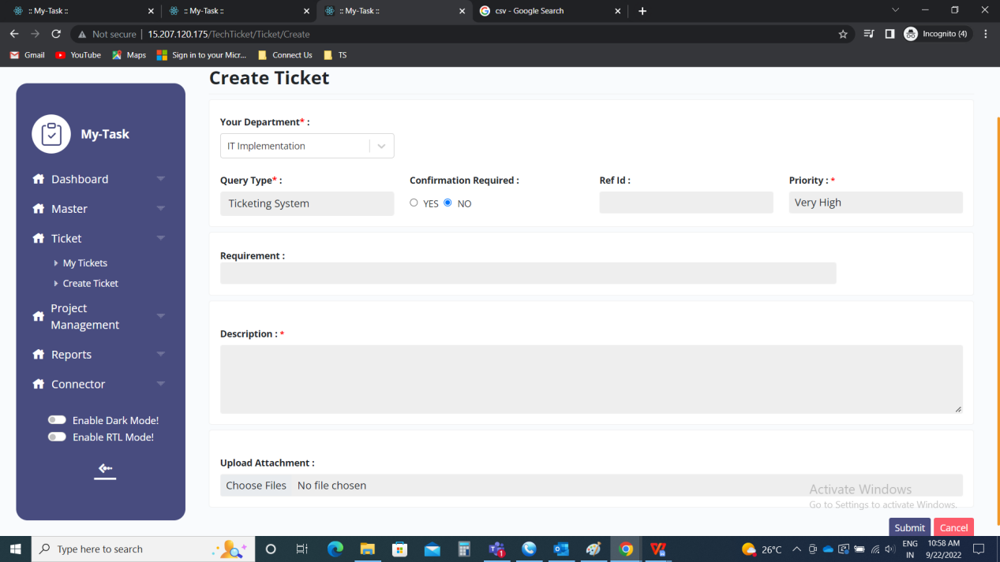 :: My-Task ::
:: My-Task ::
:: My-Task ::
csv - Google Search
Not secure | 15.207.120.175/TechTicket/Ticket/Create
Incognito (4)
Gmail
YouTube
Maps
Sign in to your Micr...
Connect Us
TS
My-Task
Dashboard
Master
Ticket
My Tickets
Create Ticket
Project
Management
Reports
Connector
Enable Dark Mode!
Enable RTL Mode!
Create Ticket
Your Department* :
IT Implementation
Query Type* : Confirmation Required : Ref Id : Priority : *
Ticketing System YES NO Very High
Requirement :
Description : *
Upload Attachment :
Choose Files No file chosen
Activate Windows
Go to Settings to activate Windows.
Submit Cancel
Type here to search
1
26°C
ENG
IN
10:58 AM
9/22/2022